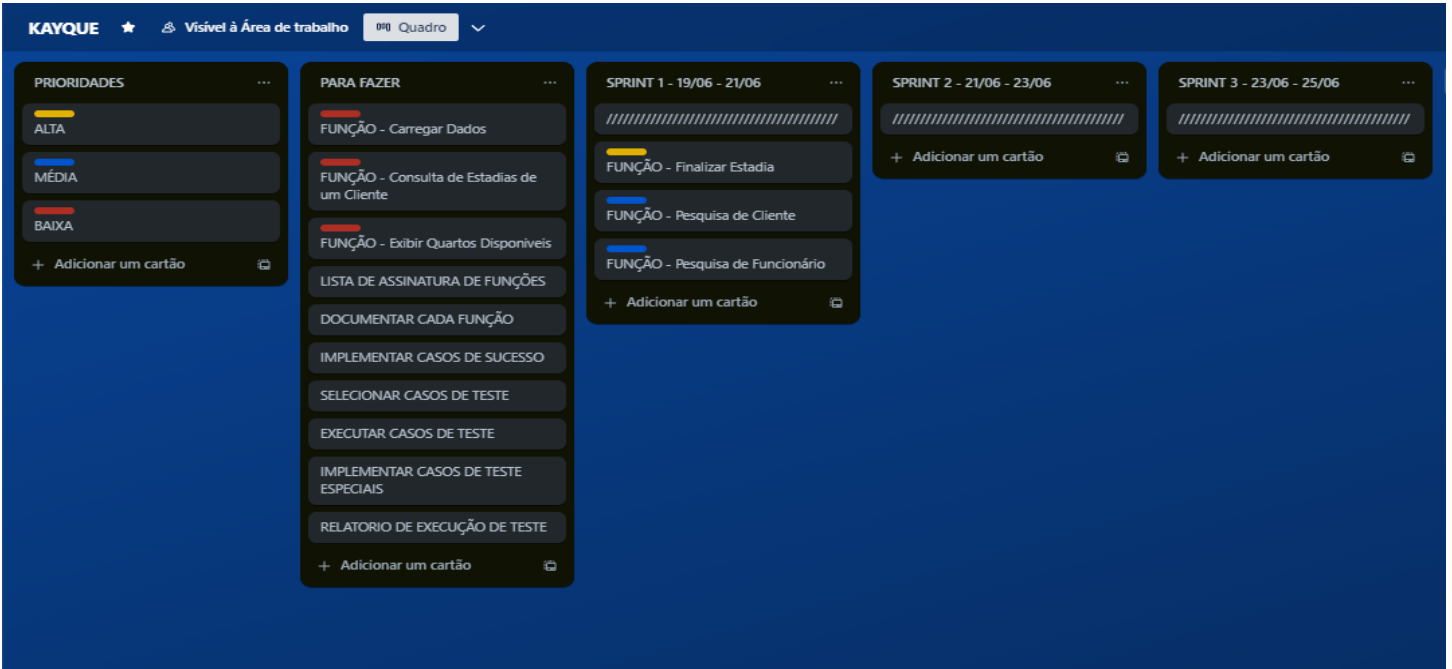 KAYQUE
Visível à Área de trabalho
Quadro
PRIORIDADES
ALTA
MÉDIA
BAIXA
+ Adicionar um cartão
PARA FAZER
FUNÇÃO - Carregar Dados
FUNÇÃO - Consulta de Estadias de
um Cliente
FUNÇÃO - Exibir Quartos Disponiveis
LISTA DE ASSINATURA DE FUNÇÕES
DOCUMENTAR CADA FUNÇÃO
IMPLEMENTAR CASOS DE SUCESSO
SELECIONAR CASOS DE TESTE
EXECUTAR CASOS DE TESTE
IMPLEMENTAR CASOS DE TESTE
ESPECIAIS
RELATORIO DE EXECUÇÃO DE TESTE
+ Adicionar um cartão
SPRINT 1 - 19/06 - 21/06
//////////////////////////////////////////
FUNÇÃO - Finalizar Estadia
FUNÇÃO - Pesquisa de Cliente
FUNÇÃO - Pesquisa de Funcionário
+ Adicionar um cartão
SPRINT 2 - 21/06 - 23/06
//////////////////////////////////////////
+ Adicionar um cartão
SPRINT 3 - 23/06 - 25/06
//////////////////////////////////////////
+ Adicionar um cartão